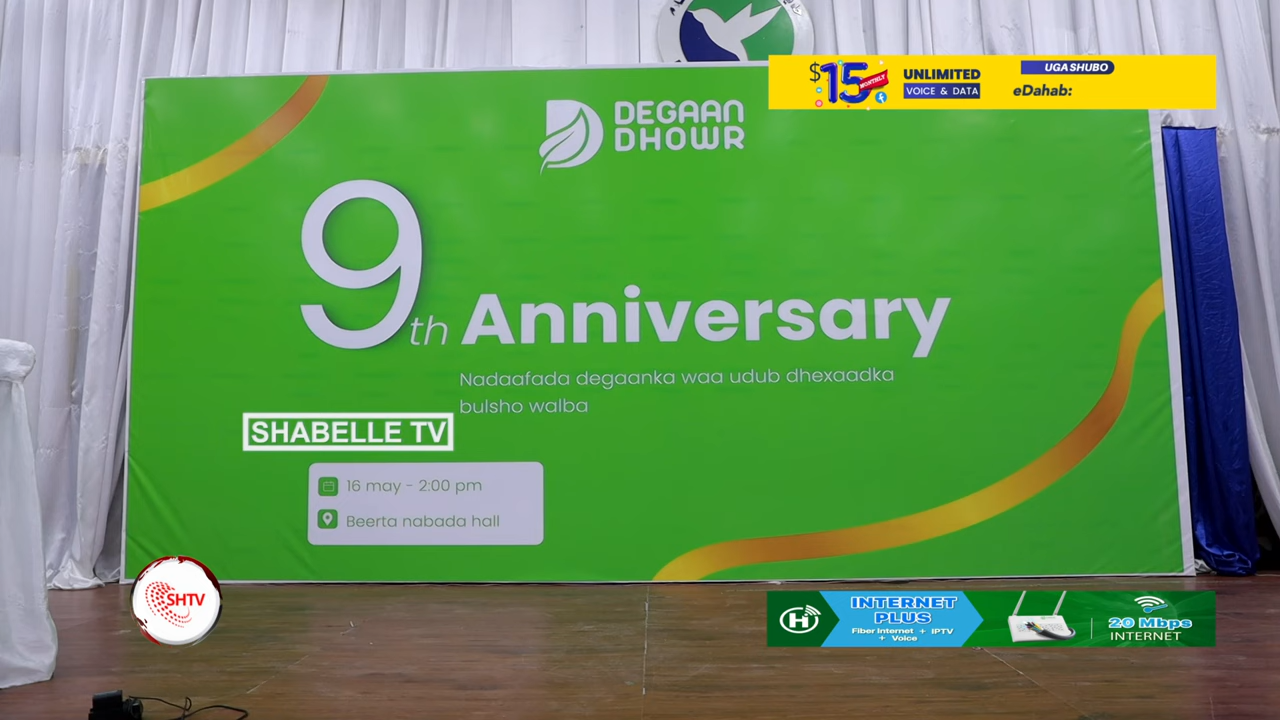 $15 MONTHLY
UNLIMITED
VOICE & DATA
UGA SHUBO
eDahab:
DEGAAN
DHOWR
9th Anniversary
Nadaafada degaanka waa udub dhexaadka
bulsho walba
SHABELLE TV
16 may - 2:00 pm
Beerta nabada hall
SHTV
H
INTERNET
PLUS
Fiber Internet + IPTV
+ Voice
20 Mbps
INTERNET